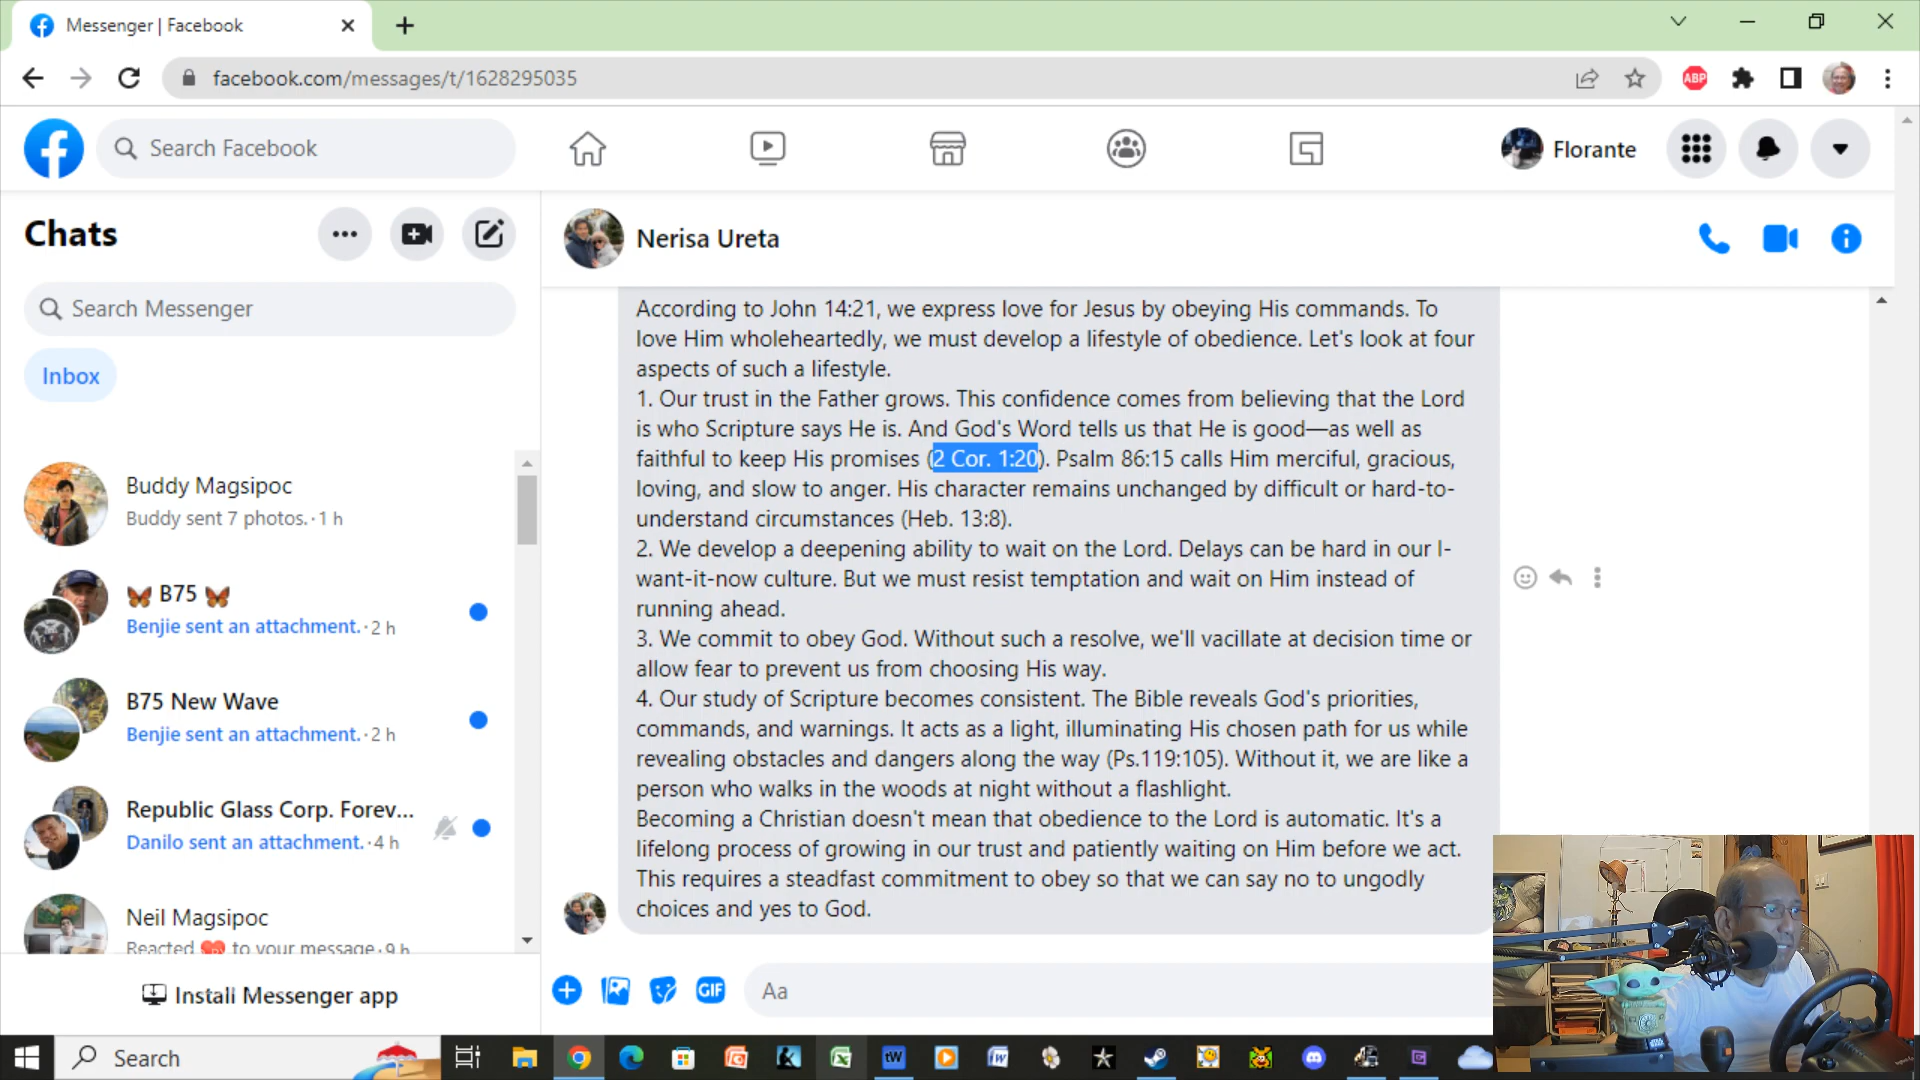 Messenger | Facebook
facebook.com/messages/t/1628295035
ABP
Search Facebook
Florante
Chats
Search Messenger
Inbox
Buddy Magsipoc
Buddy sent 7 photos. · 1 h
🦋 B75 🦋
Benjie sent an attachment. · 2 h
B75 New Wave
Benjie sent an attachment. · 2 h
Republic Glass Corp. Forev...
Danilo sent an attachment. · 4 h
Neil Magsipoc
Reacted 💖 to your message · 9 h
Install Messenger app
Nerisa Ureta
According to John 14:21, we express love for Jesus by obeying His commands. To
love Him wholeheartedly, we must develop a lifestyle of obedience. Let's look at four
aspects of such a lifestyle.
1. Our trust in the Father grows. This confidence comes from believing that the Lord
is who Scripture says He is. And God's Word tells us that He is good—as well as
faithful to keep His promises (2 Cor. 1:20). Psalm 86:15 calls Him merciful, gracious,
loving, and slow to anger. His character remains unchanged by difficult or hard-to-
understand circumstances (Heb. 13:8).
2. We develop a deepening ability to wait on the Lord. Delays can be hard in our I-
want-it-now culture. But we must resist temptation and wait on Him instead of
running ahead.
3. We commit to obey God. Without such a resolve, we'll vacillate at decision time or
allow fear to prevent us from choosing His way.
4. Our study of Scripture becomes consistent. The Bible reveals God's priorities,
commands, and warnings. It acts as a light, illuminating His chosen path for us while
revealing obstacles and dangers along the way (Ps.119:105). Without it, we are like a
person who walks in the woods at night without a flashlight.
Becoming a Christian doesn't mean that obedience to the Lord is automatic. It's a
lifelong process of growing in our trust and patiently waiting on Him before we act.
This requires a steadfast commitment to obey so that we can say no to ungodly
choices and yes to God.
GIF
Aa
Search
tW